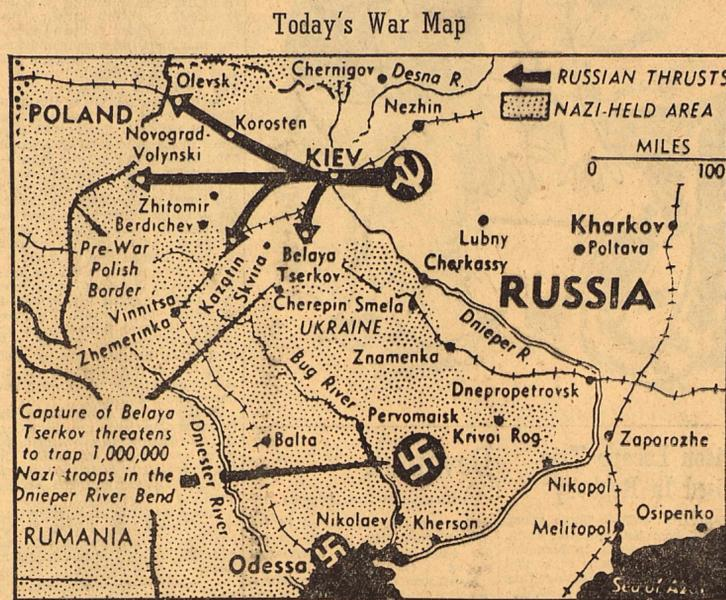 Today's War Map
RUSSIAN THRUSTS
NAZI-HELD AREA
MILES
0 100
Olevsk
Chernigov
Desna R.
POLAND
Nezhin
Korosten
Novograd-
Volynski
KIEV
Zhitomir
Berdichev
Pre-War
Polish
Border
Kazatin
Skvira
Belaya
Tserkov
Lubny
Kharkov
Poltava
Cherkassy
RUSSIA
Vinnitsa
Zhemerinka
Cherepin Smela
UKRAINE
Dnieper R.
Znamenka
Bug River
Dnepropetrovsk
Capture of Belaya
Tserkov threatens
to trap 1,000,000
Nazi troops in the
Dnieper River Bend
Dniester River
Pervomaisk
Balta
Krivoi Rog
Zaporozhe
Nikopol
RUMANIA
Nikolaev
Kherson
Melitopol
Osipenko
Odessa
Sea of Azov